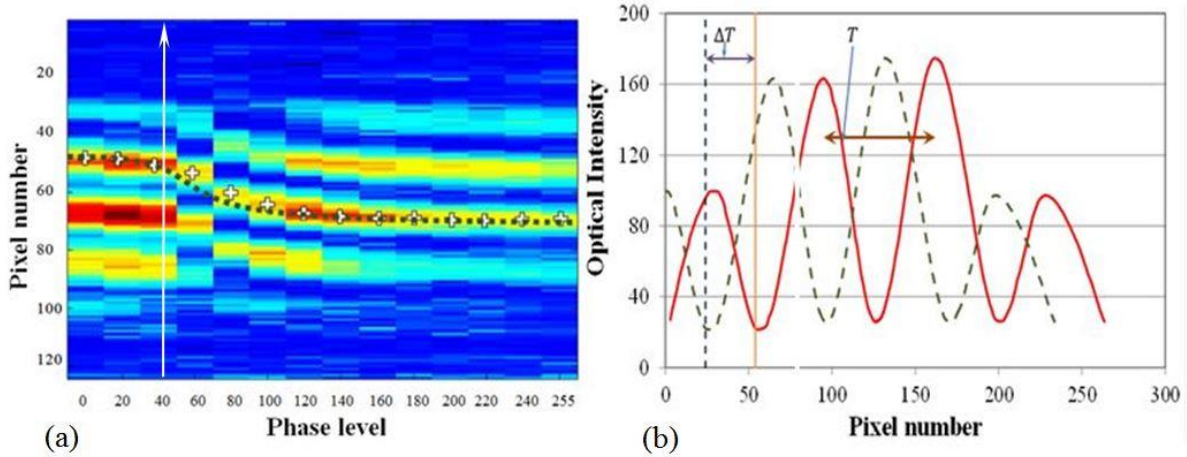 Pixel number
20
40
60
80
100
120
0 20 40 60 80 100 120 140 160 180 200 220 240 255
Phase level
(a)
Optical Intensity
200
160
120
80
40
0
ΔT
T
0 50 100 150 200 250 300
Pixel number
(b)